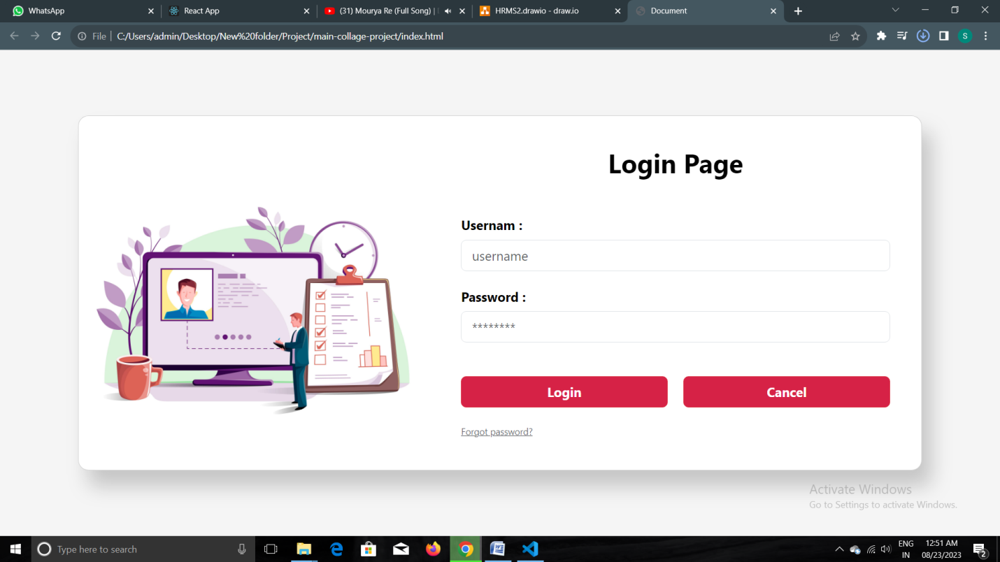 WhatsApp
React App
(31) Mourya Re (Full Song) |
HRMS2.drawio - draw.io
Document
File | C:/Users/admin/Desktop/New%20folder/Project/main-collage-project/index.html
S
Login Page
Usernam :
username
Password :
********
Login
Cancel
Forgot password?
Activate Windows
Go to Settings to activate Windows.
Type here to search
ENG
IN
12:51 AM
08/23/2023
2